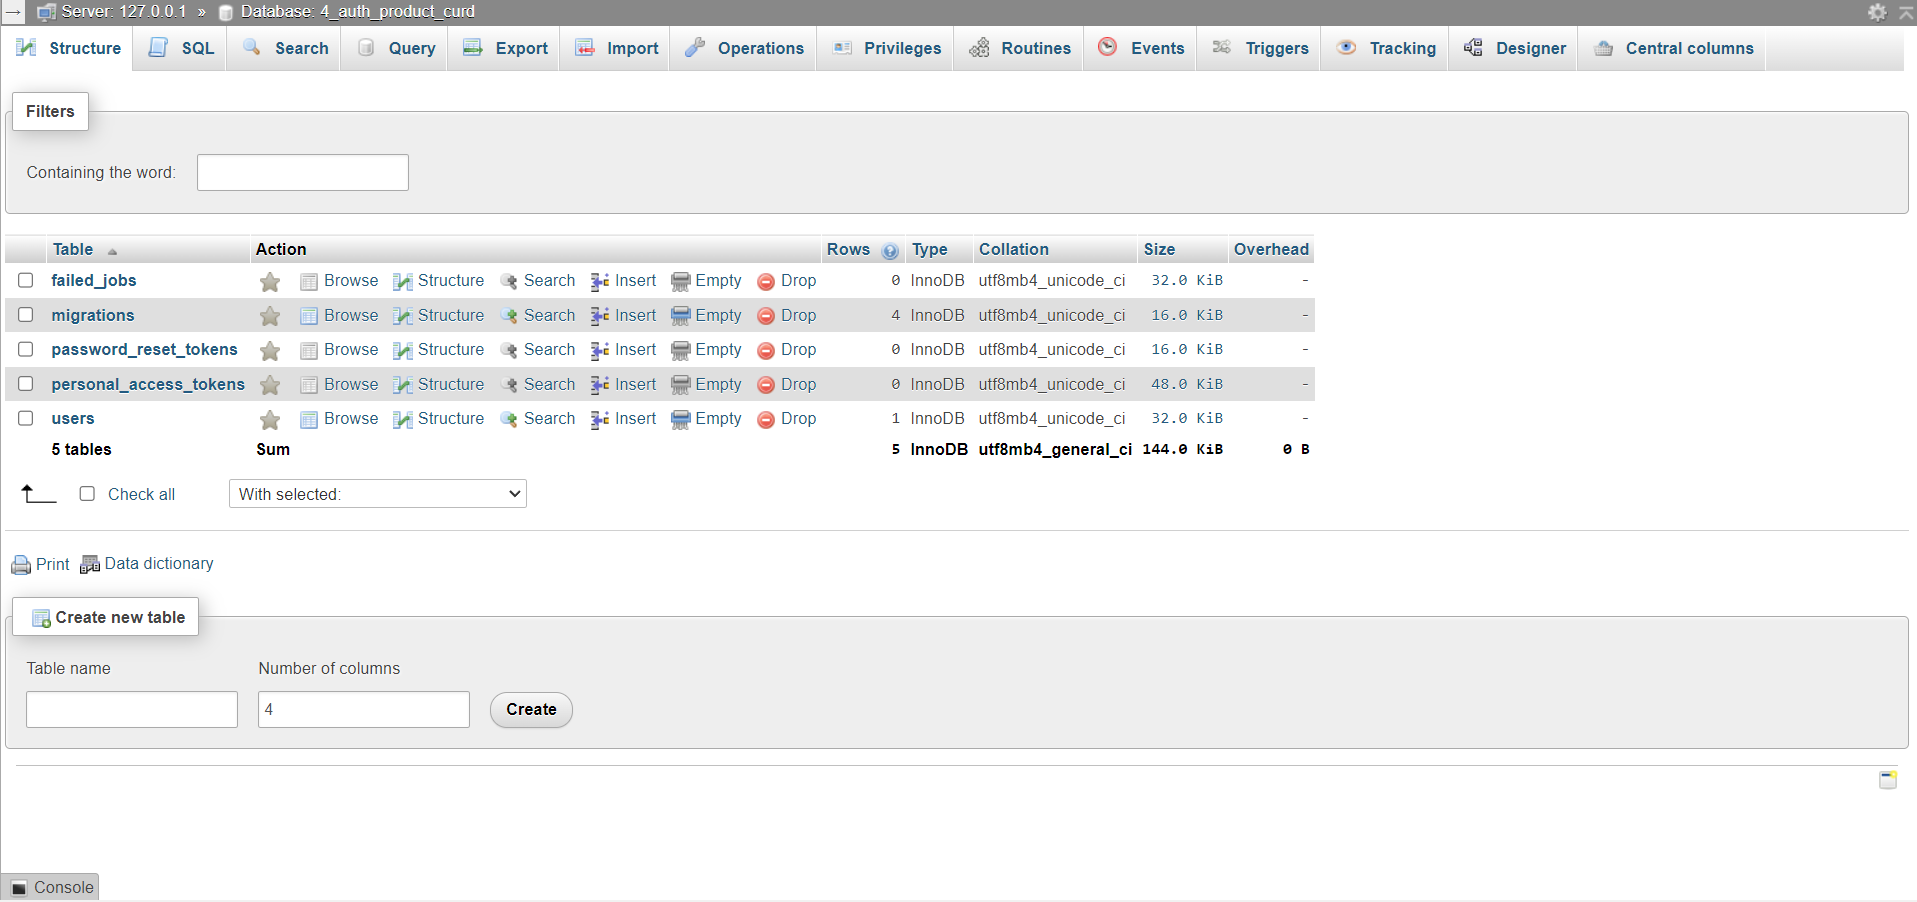 Server: 127.0.0.1 » Database: 4_auth_product_curd
Structure SQL Search Query Export Import Operations Privileges Routines Events Triggers Tracking Designer Central columns
Filters
Containing the word:
Table Action Rows Type Collation Size Overhead
failed_jobs Browse Structure Search Insert Empty Drop 0 InnoDB utf8mb4_unicode_ci 32.0 KiB -
migrations Browse Structure Search Insert Empty Drop 4 InnoDB utf8mb4_unicode_ci 16.0 KiB -
password_reset_tokens Browse Structure Search Insert Empty Drop 0 InnoDB utf8mb4_unicode_ci 16.0 KiB -
personal_access_tokens Browse Structure Search Insert Empty Drop 0 InnoDB utf8mb4_unicode_ci 48.0 KiB -
users Browse Structure Search Insert Empty Drop 1 InnoDB utf8mb4_unicode_ci 32.0 KiB -
5 tables Sum 5 InnoDB utf8mb4_general_ci 144.0 KiB 0 B
Check all With selected:
Print Data dictionary
Create new table
Table name Number of columns
4 Create
Console